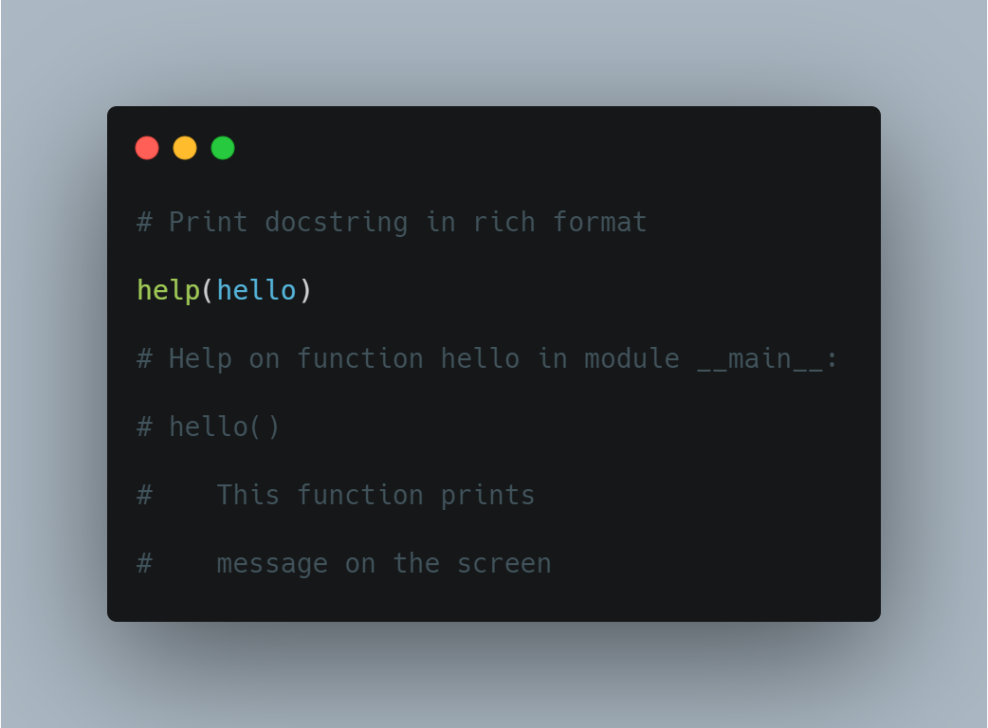 # Print docstring in rich format
help(hello)
# Help on function hello in module __main__:
# hello()
#    This function prints
#    message on the screen